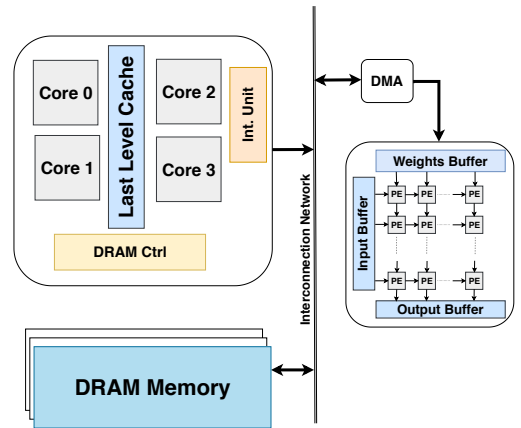 Core 0
Core 1
Last Level Cache
Core 2
Core 3
Int. Unit
DRAM Ctrl
DRAM Memory
Interconnection Network
DMA
Weights Buffer
Input Buffer
PE PE PE
PE PE PE
PE PE PE
Output Buffer